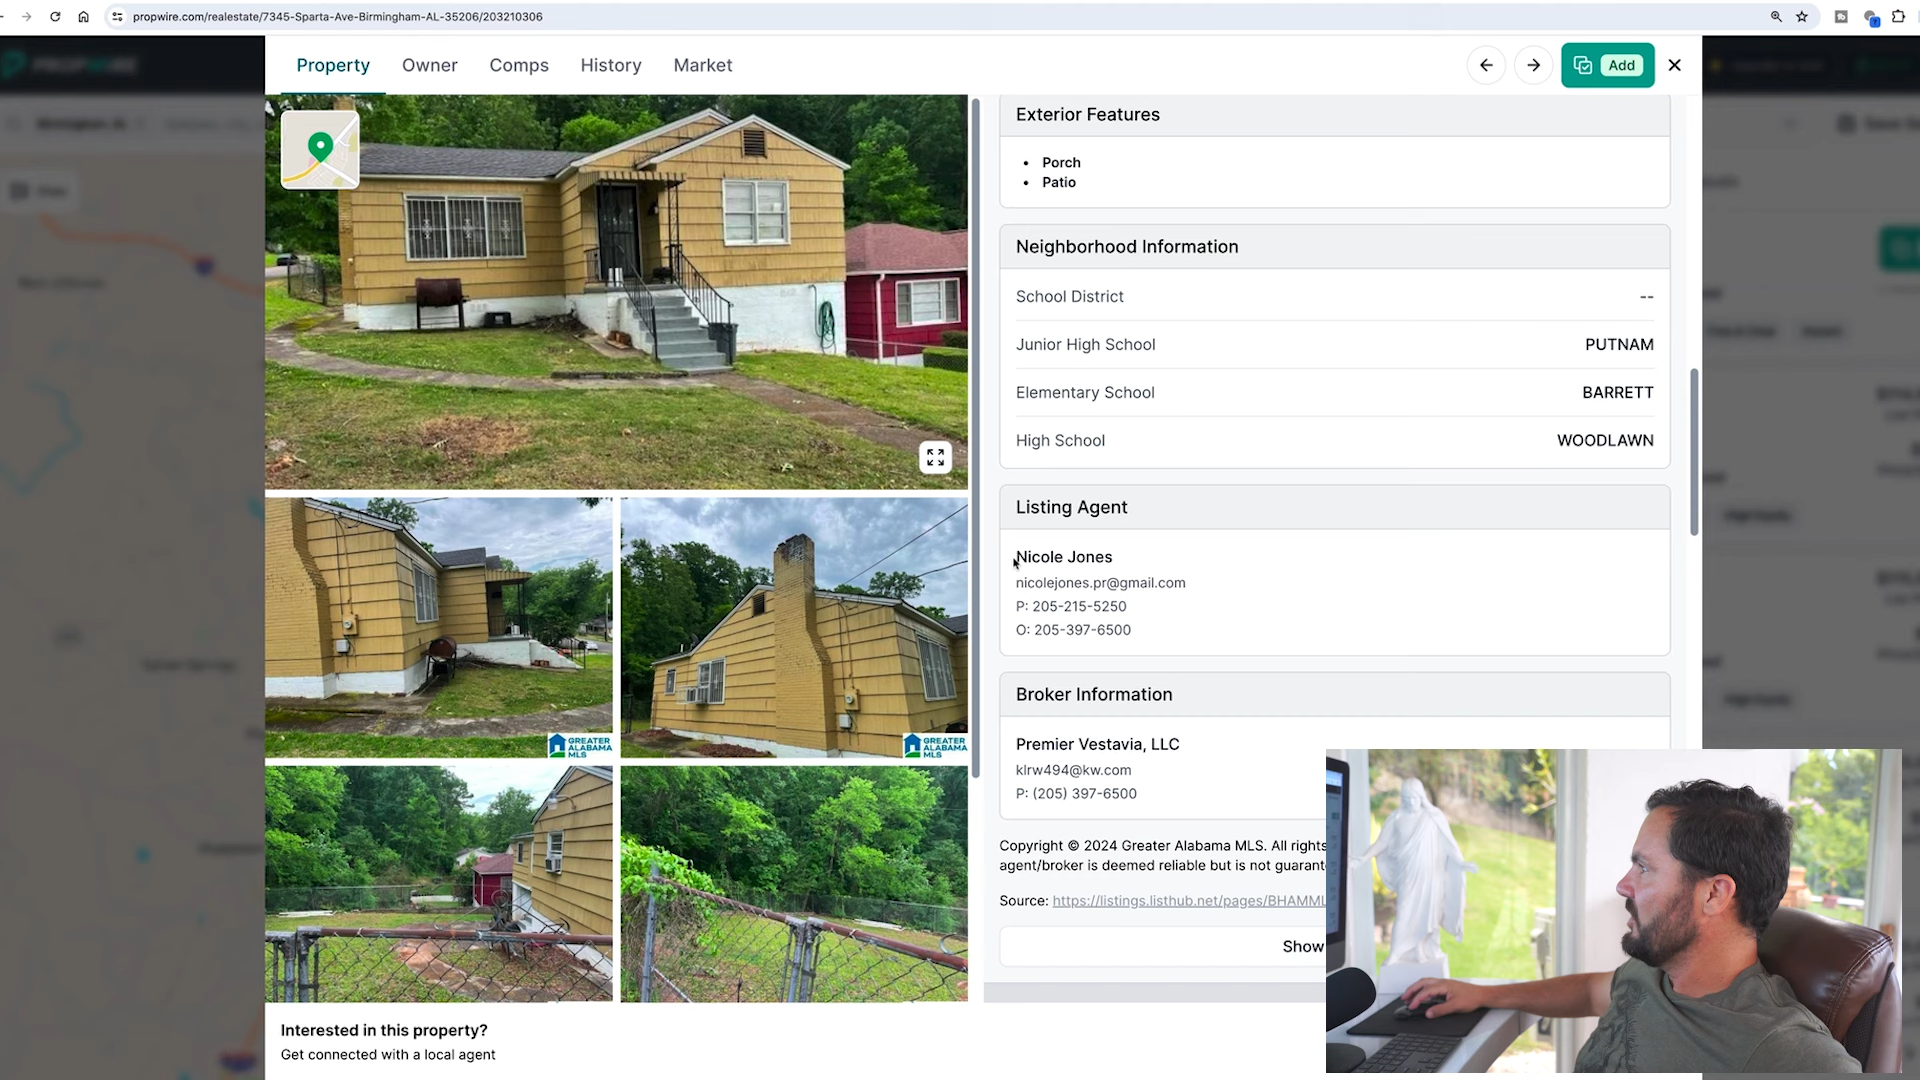 propwire.com/realestate/7345-Sparta-Ave-Birmingham-AL-35206/203210306
Property
Owner
Comps
History
Market
Add
Exterior Features
• Porch
• Patio
Neighborhood Information
School District --
Junior High School PUTNAM
Elementary School BARRETT
High School WOODLAWN
Listing Agent
Nicole Jones
nicolejones.pr@gmail.com
P: 205-215-5250
O: 205-397-6500
Broker Information
Premier Vestavia, LLC
klrw494@kw.com
P: (205) 397-6500
Copyright © 2024 Greater Alabama MLS. All rights
agent/broker is deemed reliable but is not guarant
Source: https://listings.listhub.net/pages/BHAMML
Show
GREATER
ALABAMA
MLS
GREATER
ALABAMA
MLS
Interested in this property?
Get connected with a local agent